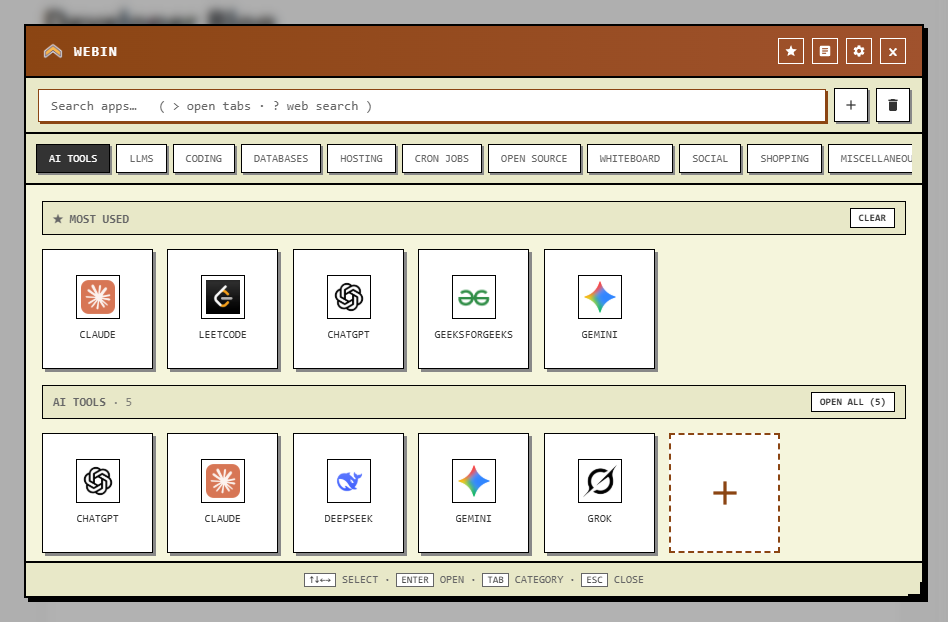 Developer Blog
WEBIN
Search apps… ( > open tabs · ? web search )
AI TOOLS LLMS CODING DATABASES HOSTING CRON JOBS OPEN SOURCE WHITEBOARD SOCIAL SHOPPING MISCELLANEOU
★ MOST USED CLEAR
CLAUDE LEETCODE CHATGPT GEEKSFORGEEKS GEMINI
AI TOOLS · 5 OPEN ALL (5)
CHATGPT CLAUDE DEEPSEEK GEMINI GROK
↑↓←→ SELECT · ENTER OPEN · TAB CATEGORY · ESC CLOSE